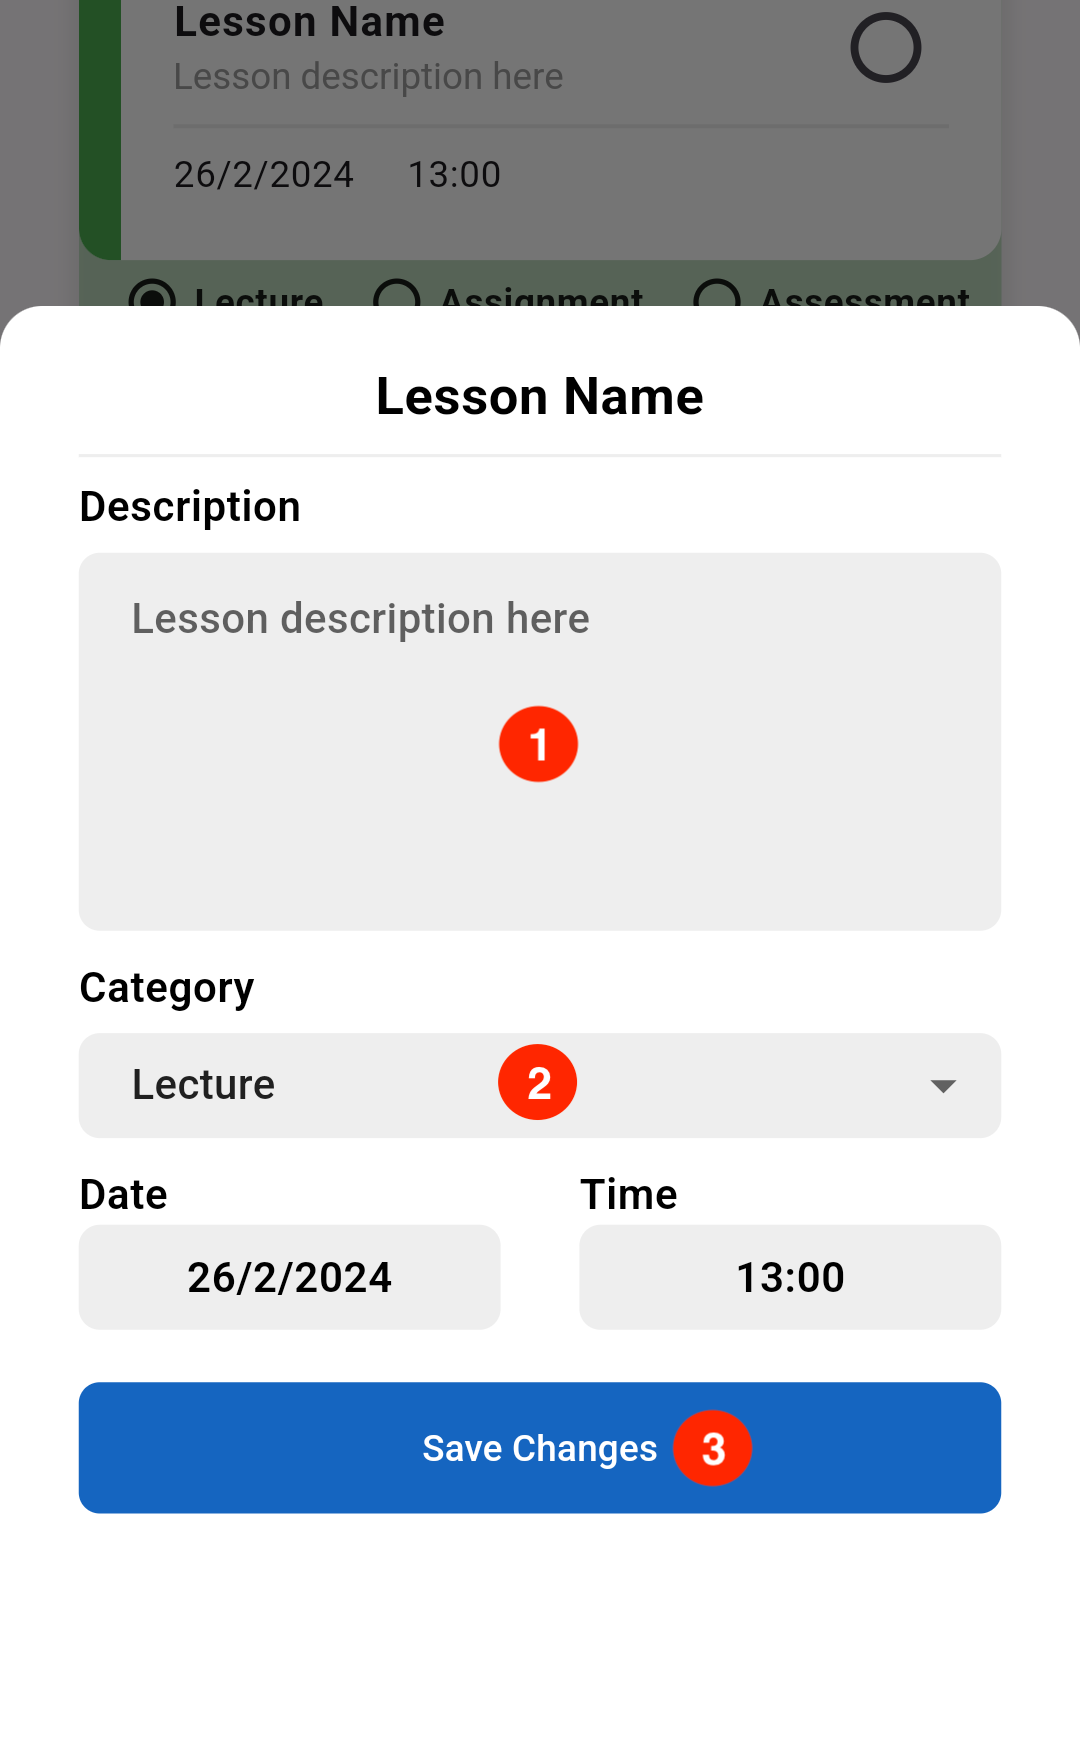 Lesson Name
Lesson description here
26/2/2024 13:00
Lecture Assignment Assessment
Lesson Name
Description
Lesson description here
1
Category
Lecture 2
Date Time
26/2/2024 13:00
Save Changes 3